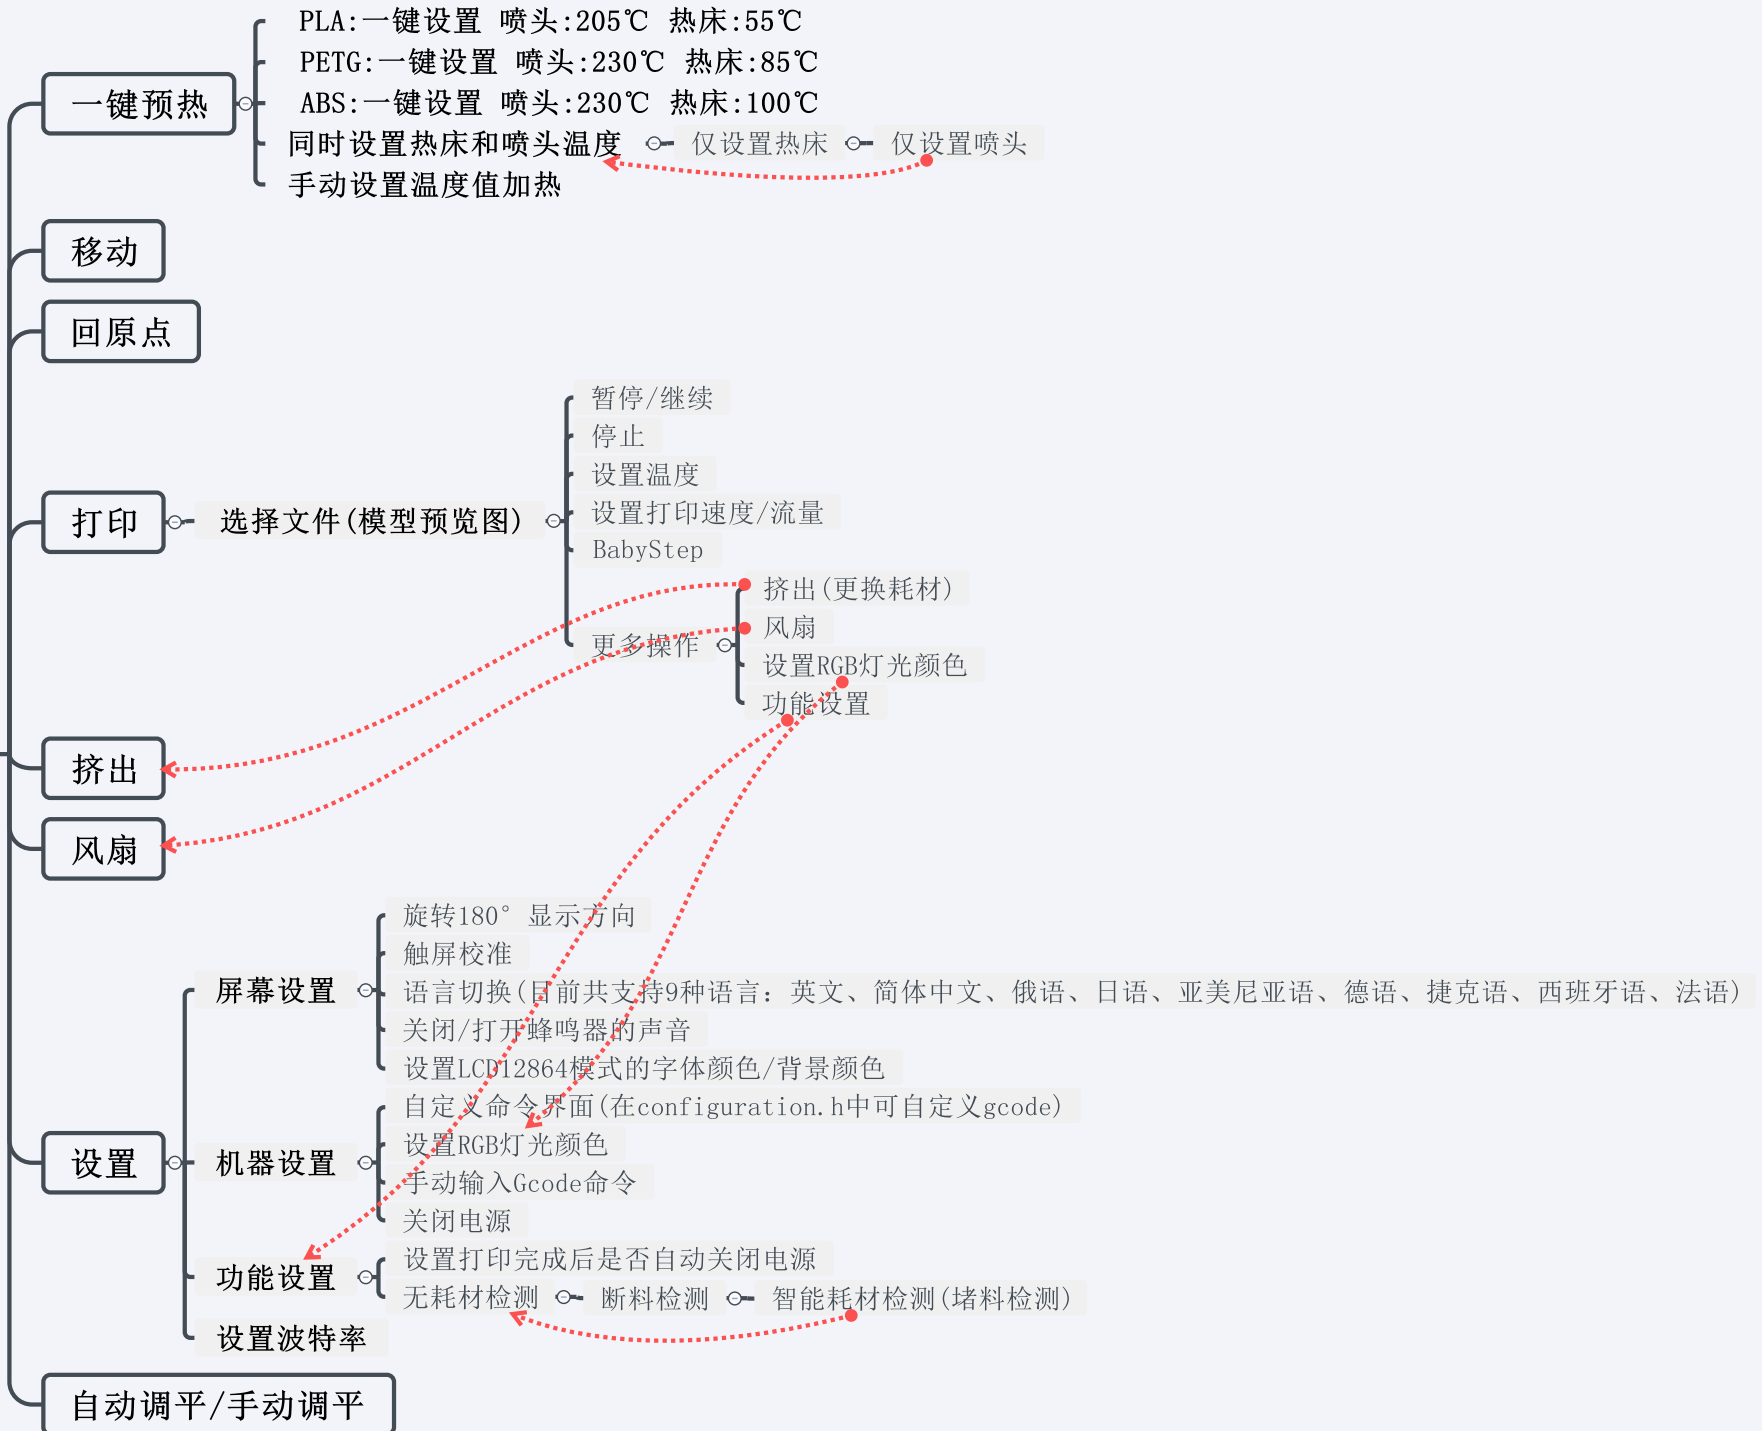 PLA:一键设置 喷头:205℃ 热床:55℃
PETG:一键设置 喷头:230℃ 热床:85℃
一键预热
ABS:一键设置 喷头:230℃ 热床:100℃
同时设置热床和喷头温度 仅设置热床 仅设置喷头
手动设置温度值加热
移动
回原点
暂停/继续
停止
设置温度
设置打印速度/流量
打印 选择文件(模型预览图)
BabyStep
挤出(更换耗材)
风扇
更多操作
设置RGB灯光颜色
功能设置
挤出
风扇
旋转180°显示方向
触屏校准
屏幕设置
语言切换(目前共支持9种语言: 英文、简体中文、俄语、日语、亚美尼亚语、德语、捷克语、西班牙语、法语)
关闭/打开蜂鸣器的声音
设置LCD12864模式的字体颜色/背景颜色
自定义命令界面(在configuration.h中可自定义gcode)
设置RGB灯光颜色
设置 机器设置
手动输入Gcode命令
关闭电源
设置打印完成后是否自动关闭电源
功能设置
无耗材检测 断料检测 智能耗材检测(堵料检测)
设置波特率
自动调平/手动调平